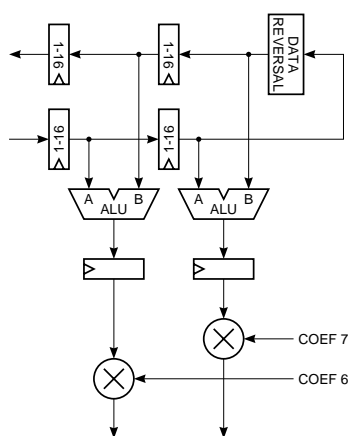 1-16
1-16
DATA
REVERSAL
1-16
1-16
A B
ALU
A B
ALU
COEF 7
COEF 6